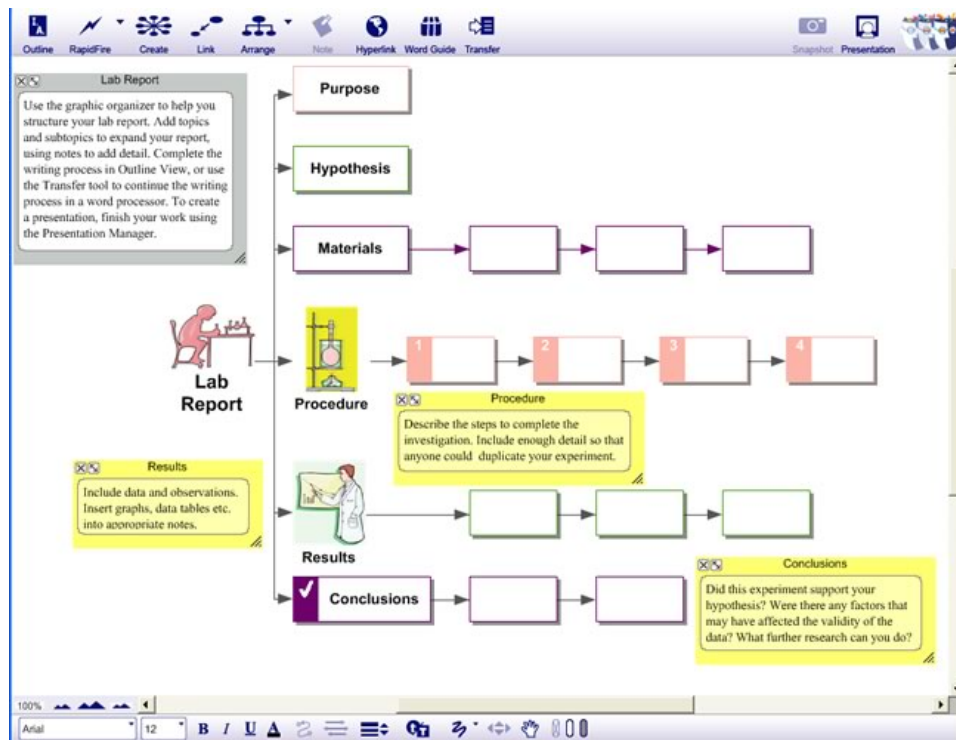 Outline RapidFire Create Link Arrange Note Hyperlink Word Guide Transfer Snapshot Presentation
Lab Report
Use the graphic organizer to help you
structure your lab report. Add topics
and subtopics to expand your report,
using notes to add detail. Complete the
writing process in Outline View, or use
the Transfer tool to continue the writing
process in a word processor. To create
a presentation, finish your work using
the Presentation Manager.
Purpose
Hypothesis
Materials
Lab
Report
Procedure
1 2 3 4
Procedure
Describe the steps to complete the
investigation. Include enough detail so that
anyone could duplicate your experiment.
Results
Include data and observations.
Insert graphs, data tables etc.
into appropriate notes.
Results
Conclusions
Conclusions
Did this experiment support your
hypothesis? Were there any factors that
may have affected the validity of the
data? What further research can you do?
100%
Arial 12 B I U A